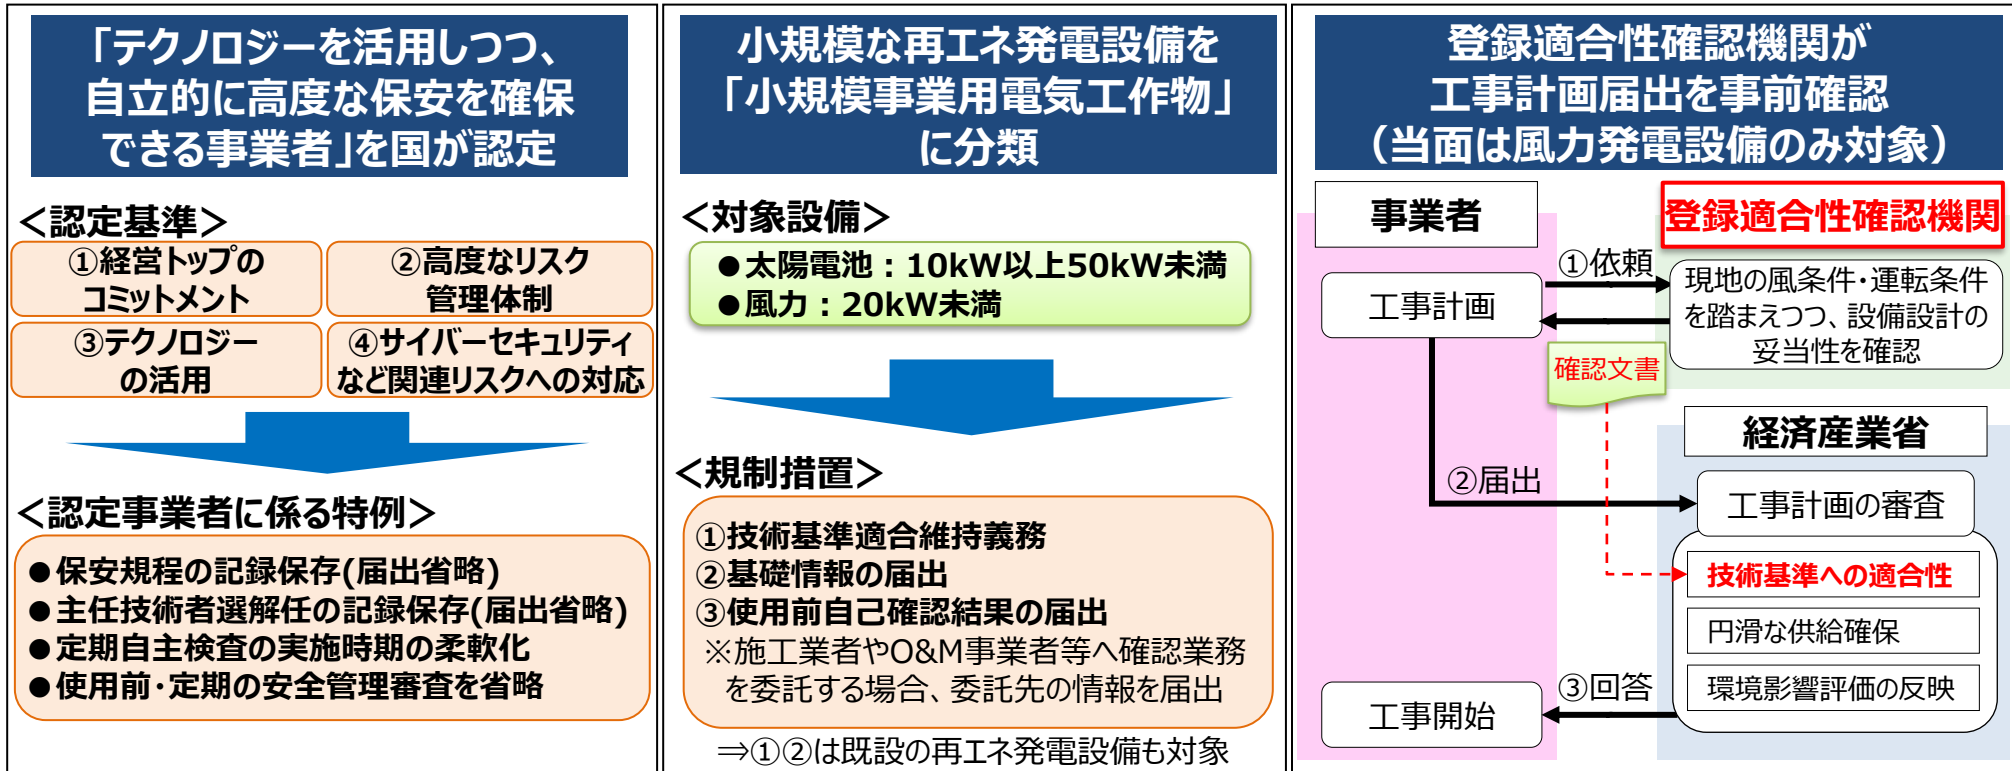 「テクノロジーを活用しつつ、
自立的に高度な保安を確保
できる事業者」を国が認定
＜認定基準＞
①経営トップの
コミットメント
②高度なリスク
管理体制
③テクノロジー
の活用
④サイバーセキュリティ
など関連リスクへの対応
＜認定事業者に係る特例＞
●保安規程の記録保存(届出省略)
●主任技術者選解任の記録保存(届出省略)
●定期自主検査の実施時期の柔軟化
●使用前・定期の安全管理審査を省略
小規模な再エネ発電設備を
「小規模事業用電気工作物」
に分類
＜対象設備＞
●太陽電池：10kW以上50kW未満
●風力：20kW未満
＜規制措置＞
①技術基準適合維持義務
②基礎情報の届出
③使用前自己確認結果の届出
※施工業者やO&M事業者等へ確認業務
を委託する場合、委託先の情報を届出
⇒①②は既設の再エネ発電設備も対象
登録適合性確認機関が
工事計画届出を事前確認
（当面は風力発電設備のみ対象）
事業者
登録適合性確認機関
①依頼
工事計画
現地の風条件・運転条件
を踏まえつつ、設備設計の
妥当性を確認
確認文書
経済産業省
②届出
工事計画の審査
技術基準への適合性
円滑な供給確保
環境影響評価の反映
③回答
工事開始